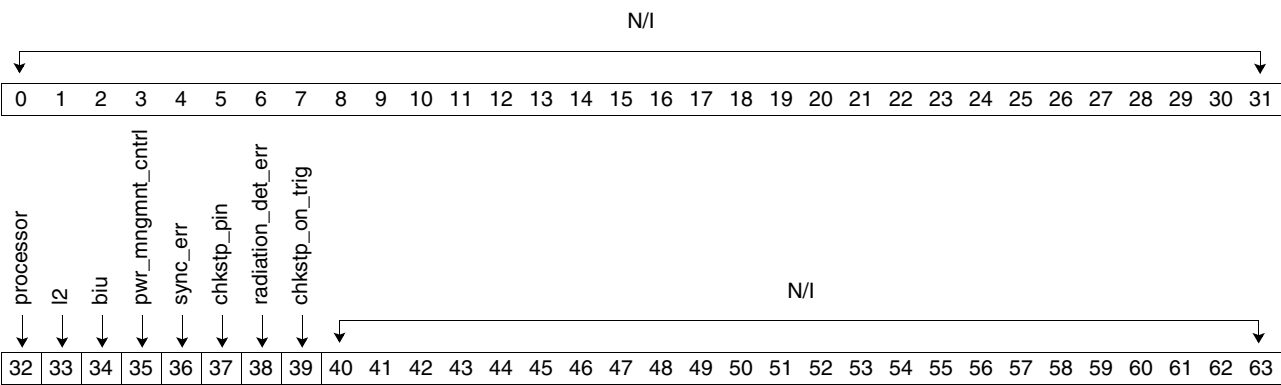 N/I
0 1 2 3 4 5 6 7 8 9 10 11 12 13 14 15 16 17 18 19 20 21 22 23 24 25 26 27 28 29 30 31
processor
l2
biu
pwr_mngmnt_cntrl
sync_err
chkstp_pin
radiation_det_err
chkstp_on_trig
N/I
32 33 34 35 36 37 38 39 40 41 42 43 44 45 46 47 48 49 50 51 52 53 54 55 56 57 58 59 60 61 62 63